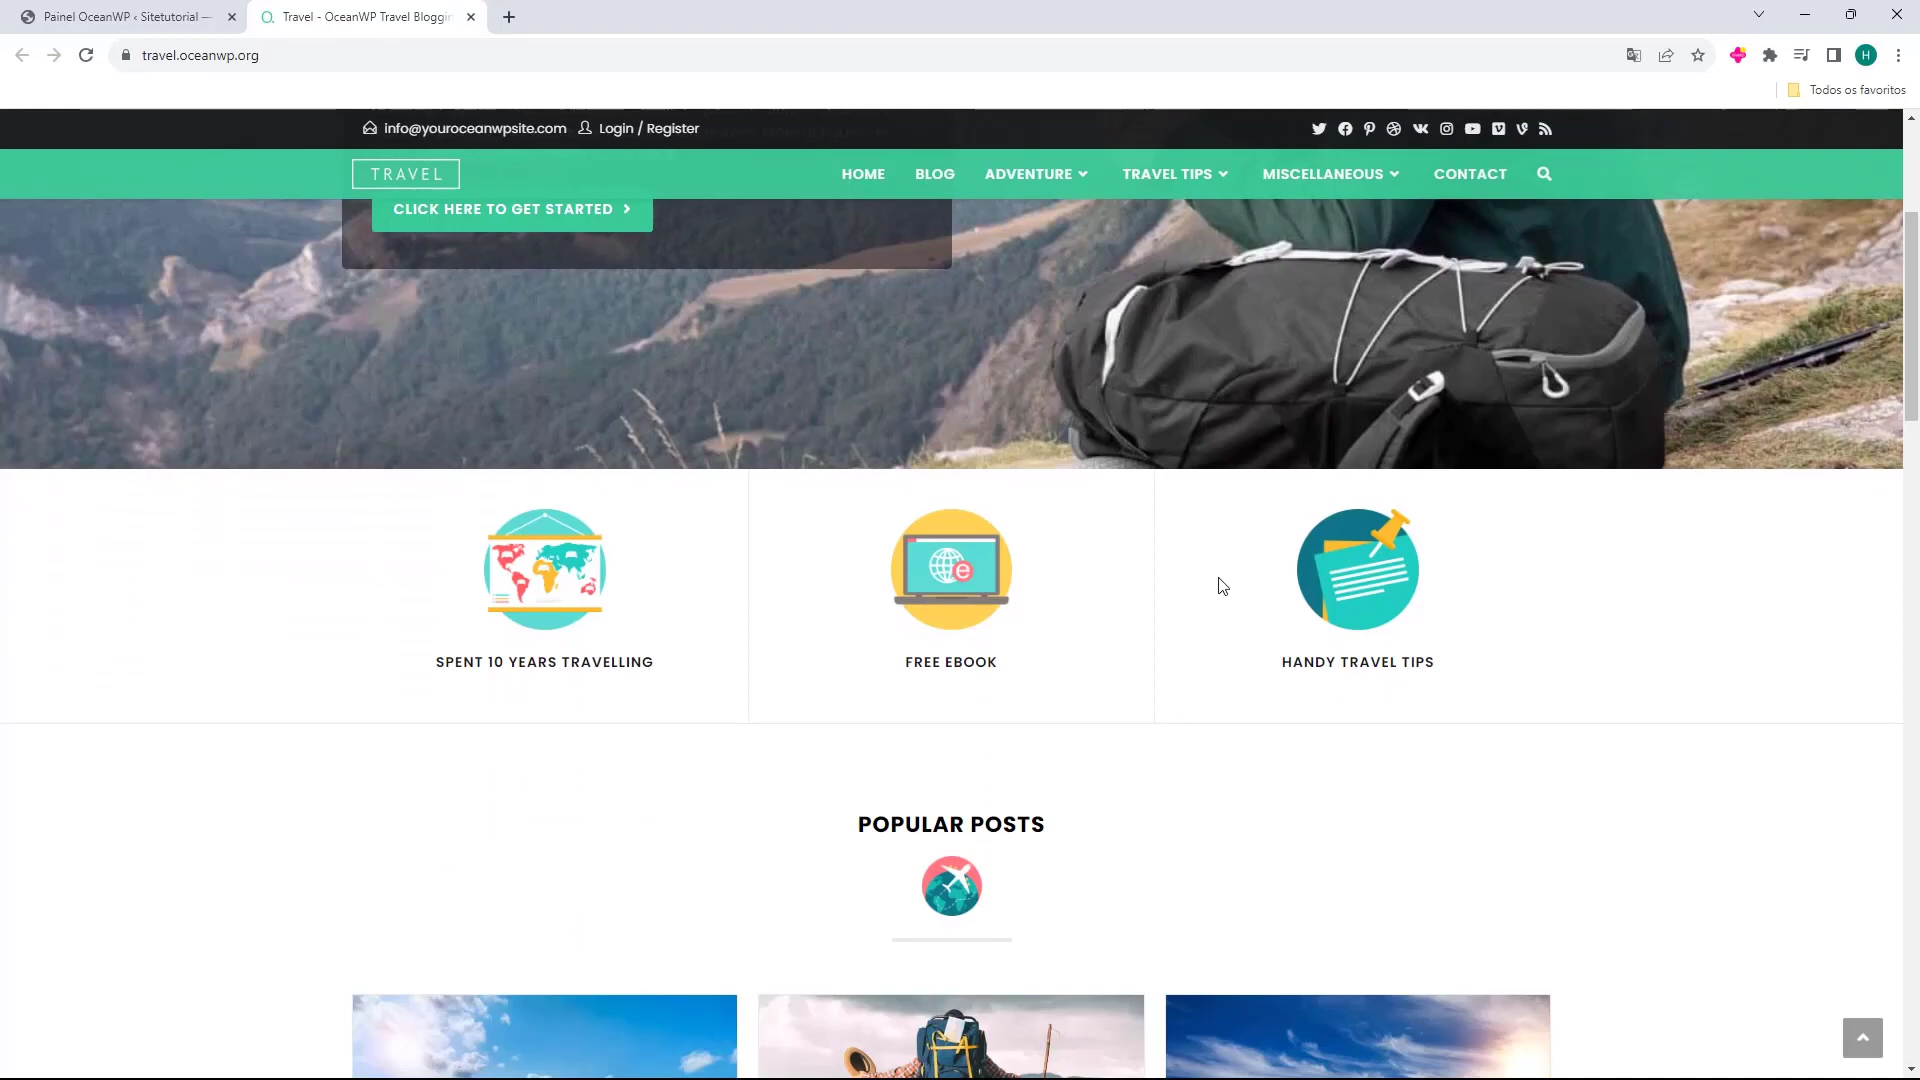 Painel OceanWP ‹ Sitetutorial —
Travel - OceanWP Travel Bloggin
travel.oceanwp.org
H
Todos os favoritos
info@youroceanwpsite.com Login / Register
TRAVEL
HOME BLOG ADVENTURE TRAVEL TIPS MISCELLANEOUS CONTACT
CLICK HERE TO GET STARTED
SPENT 10 YEARS TRAVELLING
FREE EBOOK
HANDY TRAVEL TIPS
POPULAR POSTS